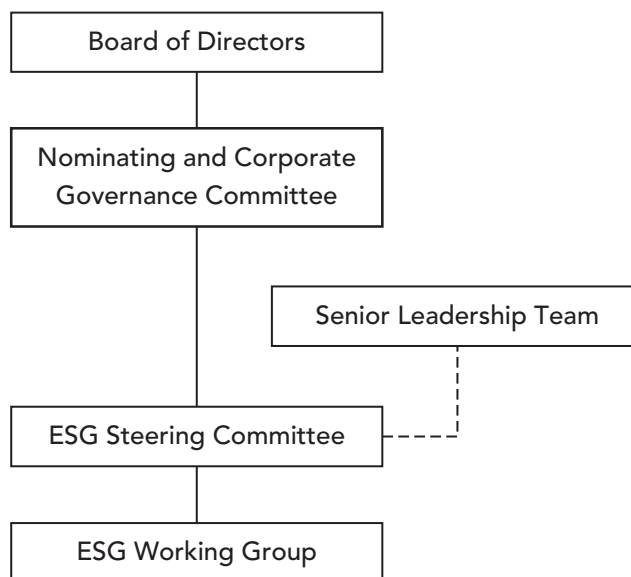 Board of Directors
Nominating and Corporate
Governance Committee
Senior Leadership Team
ESG Steering Committee
ESG Working Group